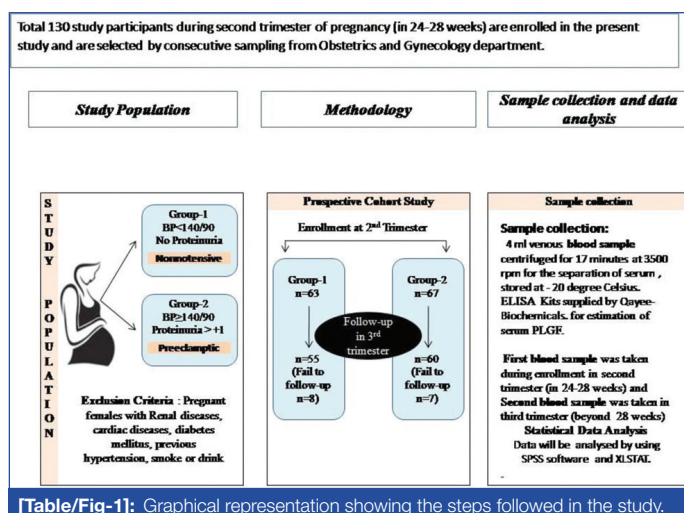 Total 130 study participants during second trimester of pregnancy (in 24-28 weeks) are enrolled in the present
study and are selected by consecutive sampling from Obstetrics and Gynecology department.
Study Population
Methodology
Sample collection and data
analysis
STUDY POPULATION
Group-1
BP<140/90
No Proteinuria
Nonnotensive
Group-2
BP≥140/90
Proteinuria > +1
Preeclamptic
Exclusion Criteria : Pregnant
females with Renal diseases,
cardiac diseases, diabetes
mellitus, previous
hypertension, smoke or drink
Prospective Cohort Study
Enrollment at 2nd Trimester
Group-1
n=63
Group-2
n=67
Follow-up
in 3rd
trimester
n=55
(Fail to
follow-up
n=8)
n=60
(Fail to
follow-up
n=7)
Sample collection
Sample collection:
4 ml venous blood sample
centrifuged for 17 minutes at 3500
rpm for the separation of serum ,
stored at - 20 degree Celsius.
ELISA Kits supplied by Qayee-
Biochemicals. for estimation of
serum PLGF.
First blood sample was taken
during enrollment in second
trimester (in 24-28 weeks) and
Second blood sample was taken in
third trimester (beyond 28 weeks)
Statistical Data Analysis
Data will be analysed by using
SPSS software and XLSTAT.
[Table/Fig-1]: Graphical representation showing the steps followed in the study.